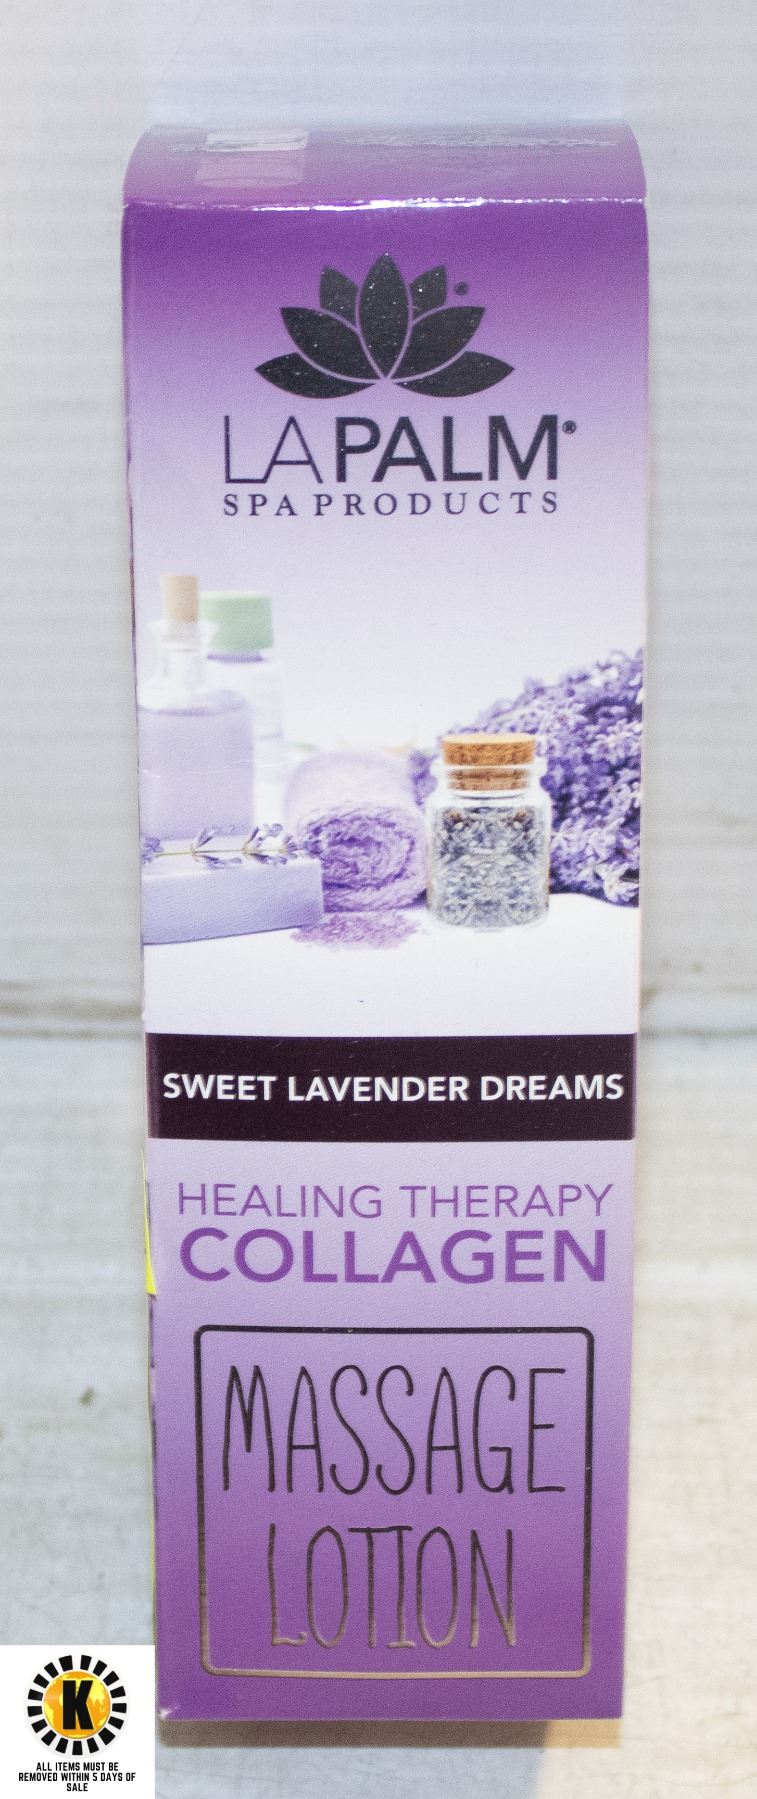 LAPALM®
SPA PRODUCTS
SWEET LAVENDER DREAMS
HEALING THERAPY
COLLAGEN
MASSAGE
LOTION
K
ALL ITEMS MUST BE
REMOVED WITHIN 5 DAYS OF
SALE